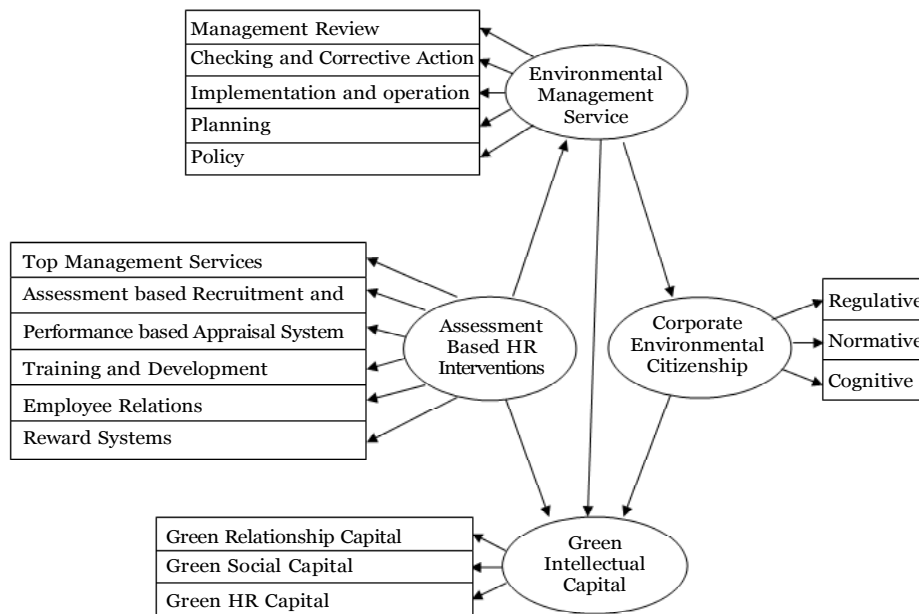 Management Review
Checking and Corrective Action
Implementation and operation
Planning
Policy
Environmental
Management
Service
Top Management Services
Assessment based Recruitment and
Performance based Appraisal System
Training and Development
Employee Relations
Reward Systems
Assessment
Based HR
Interventions
Corporate
Environmental
Citizenship
Regulative
Normative
Cognitive
Green Relationship Capital
Green Social Capital
Green HR Capital
Green
Intellectual
Capital